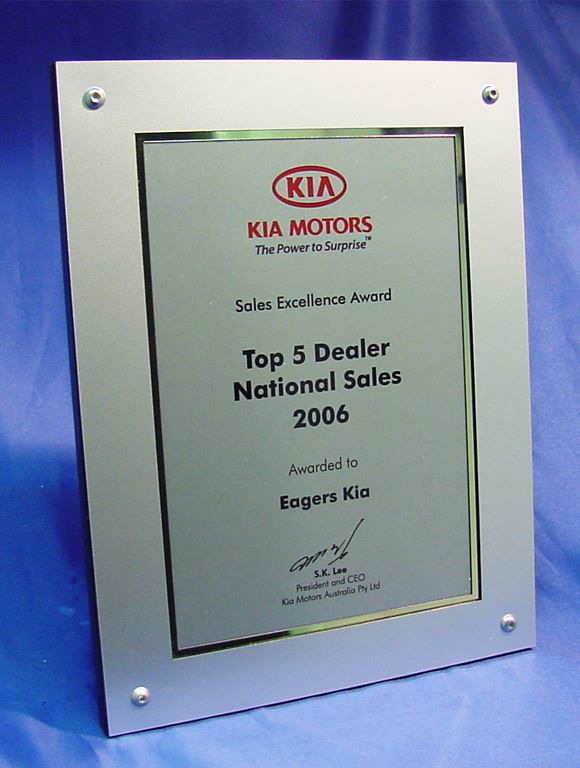 KIA
KIA MOTORS
The Power to Surprise™
Sales Excellence Award
Top 5 Dealer
National Sales
2006
Awarded to
Eagers Kia
S.K. Lee
President and CEO
Kia Motors Australia Pty Ltd